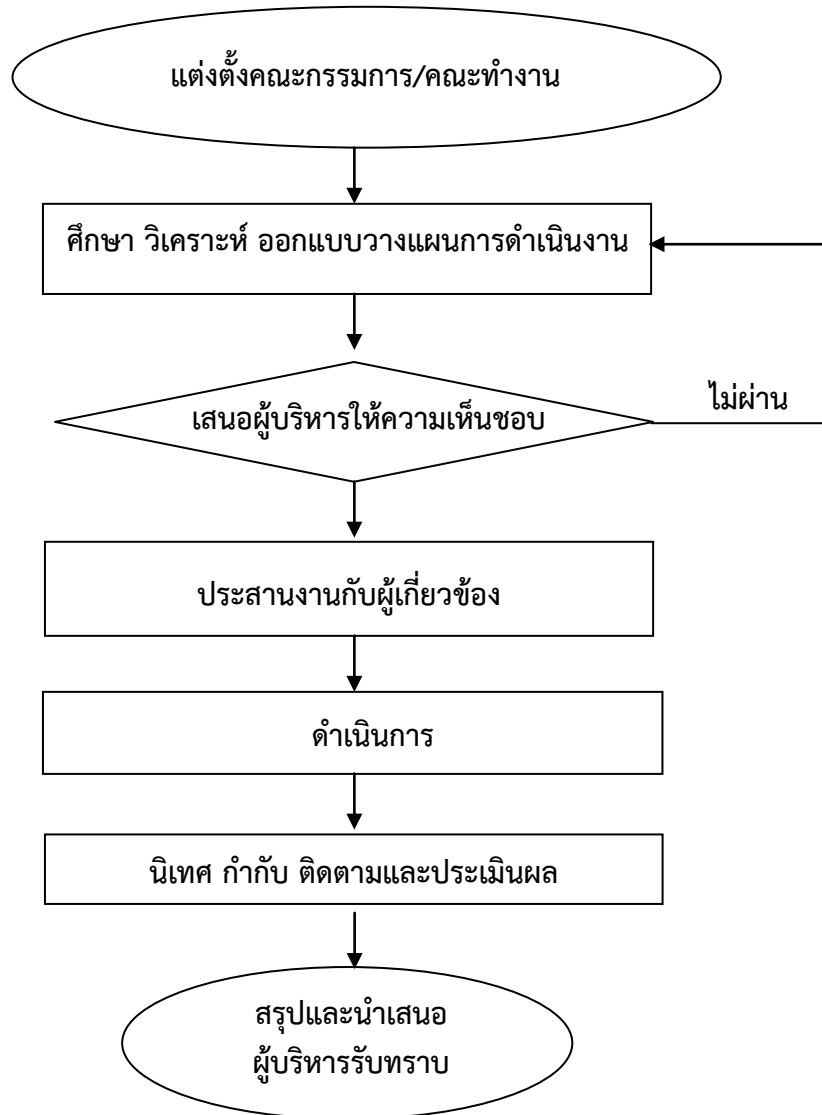 แต่งตั้งคณะกรรมการ/คณะทำงาน
ศึกษา วิเคราะห์ ออกแบบวางแผนการดำเนินงาน
เสนอผู้บริหารให้ความเห็นชอบ
ไม่ผ่าน
ประสานงานกับผู้เกี่ยวข้อง
ดำเนินการ
นิเทศ กำกับ ติดตามและประเมินผล
สรุปและนำเสนอ
ผู้บริหารรับทราบ